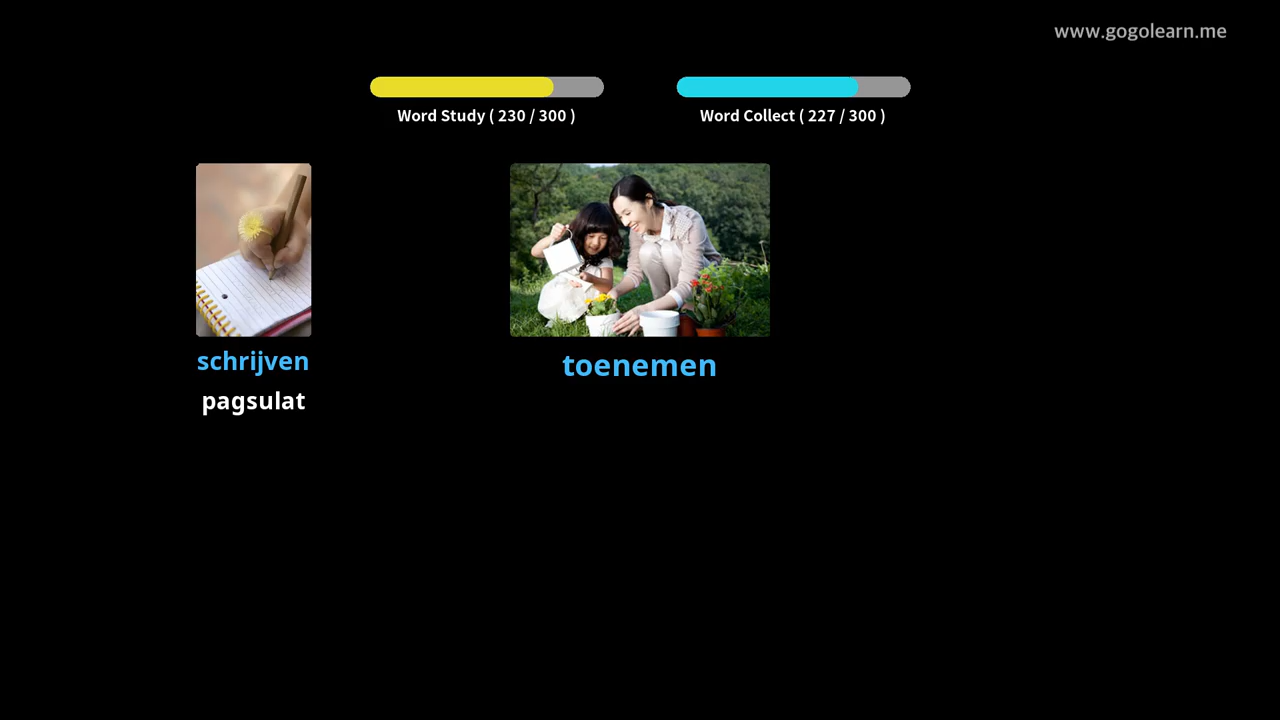 www.gogolearn.me
Word Study ( 230 / 300 )
Word Collect ( 227 / 300 )
schrijven
pagsulat
toenemen